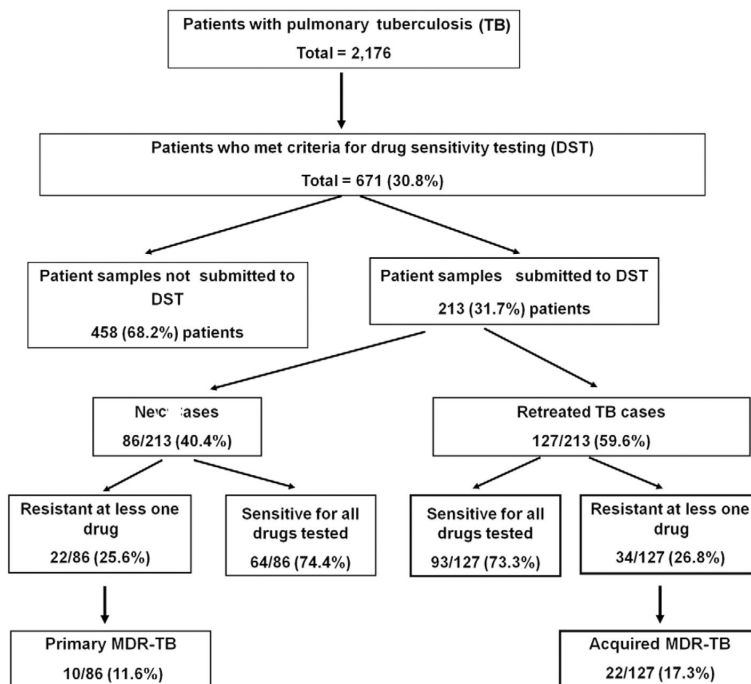 Patients with pulmonary tuberculosis (TB)
Total = 2,176
Patients who met criteria for drug sensitivity testing (DST)
Total = 671 (30.8%)
Patient samples not submitted to
DST
458 (68.2%) patients
Patient samples submitted to DST
213 (31.7%) patients
cases
86/213 (40.4%)
Retreated TB cases
127/213 (59.6%)
Resistant at less one
drug
22/86 (25.6%)
Sensitive for all
drugs tested
64/86 (74.4%)
Sensitive for all
drugs tested
93/127 (73.3%)
Resistant at less one
drug
34/127 (26.8%)
Primary MDR-TB
10/86 (11.6%)
Acquired MDR-TB
22/127 (17.3%)